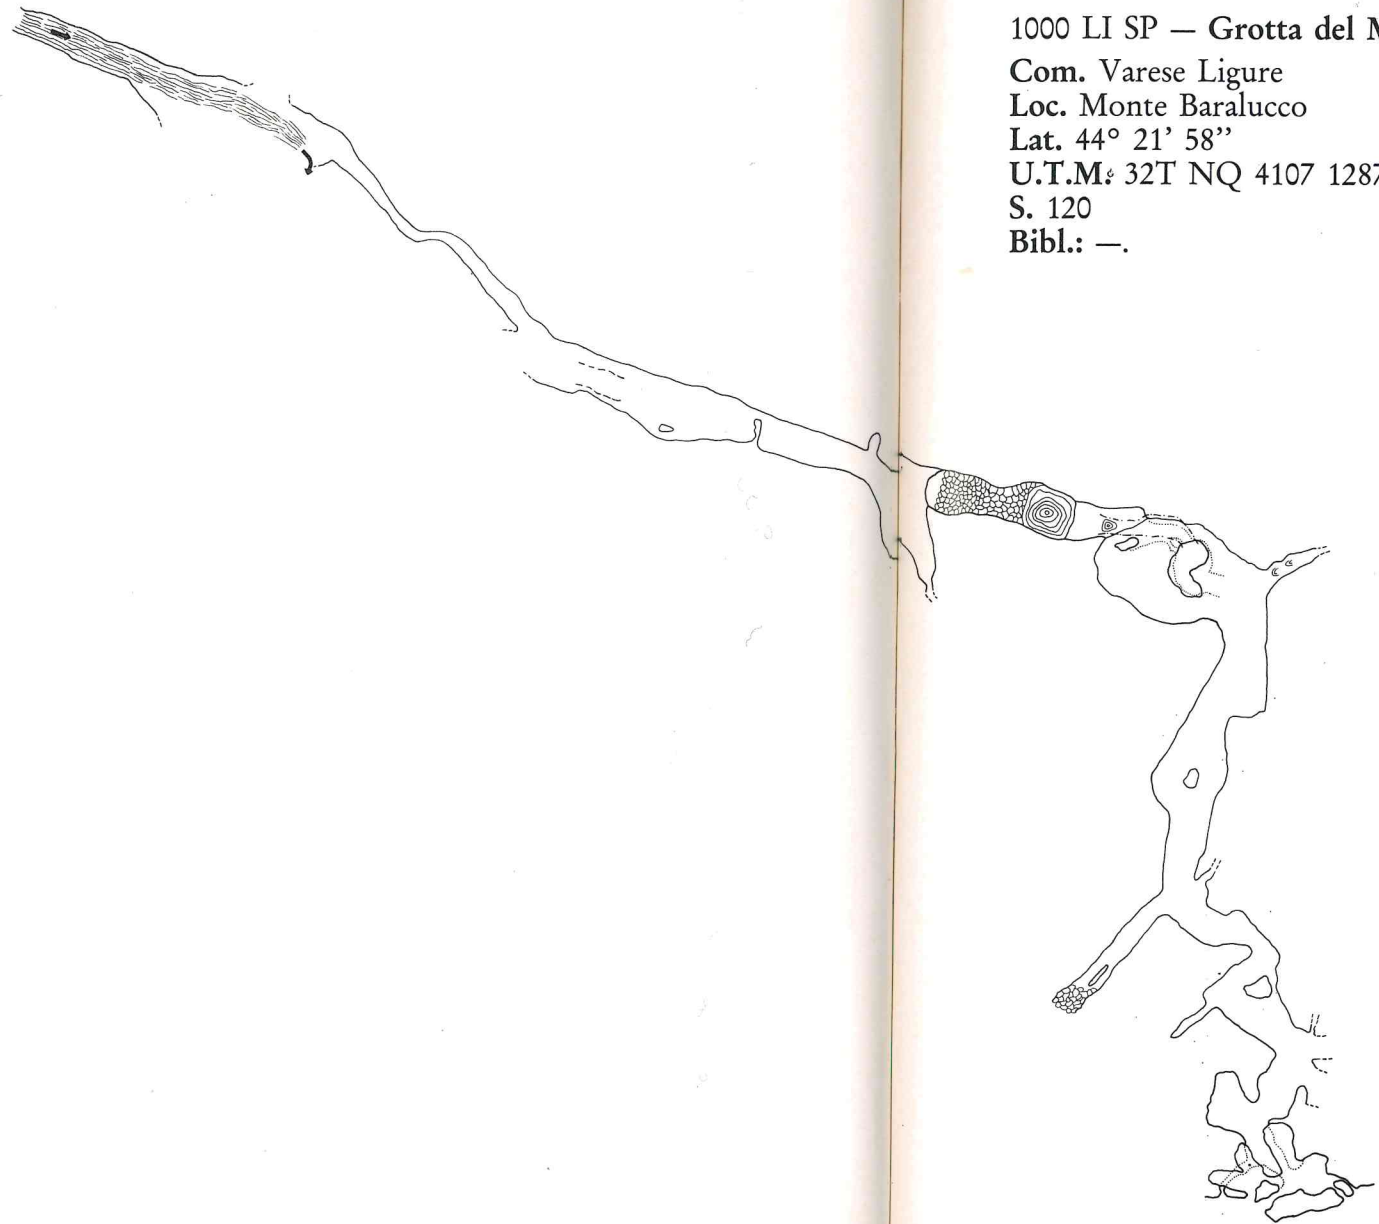 1000 LI SP — Grotta del
Com. Varese Ligure
Loc. Monte Baralucco
Lat. 44° 21’ 58’’
U.T.M: 32T NQ 4107 1287
S. 120
Bibl.: —.